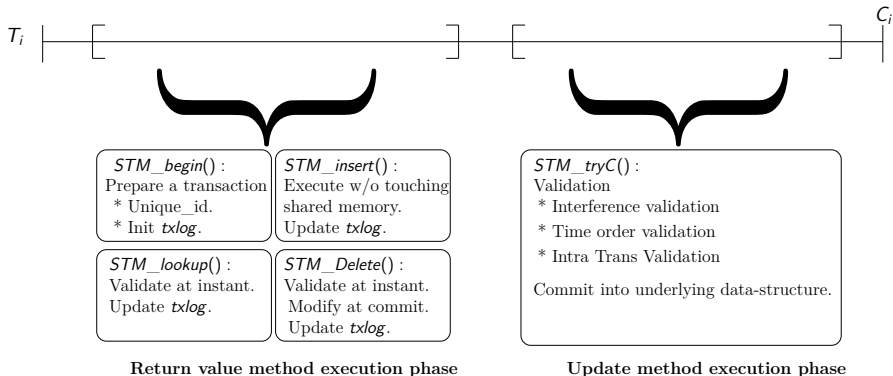 T_i
C_i
STM_begin() :
Prepare a transaction
* Unique_id.
* Init txlog.
STM_insert() :
Execute w/o touching
shared memory.
Update txlog.
STM_lookup() :
Validate at instant.
Update txlog.
STM_Delete() :
Validate at instant.
Modify at commit.
Update txlog.
STM_tryC() :
Validation
* Interference validation
* Time order validation
* Intra Trans Validation
Commit into underlying data-structure.
Return value method execution phase
Update method execution phase